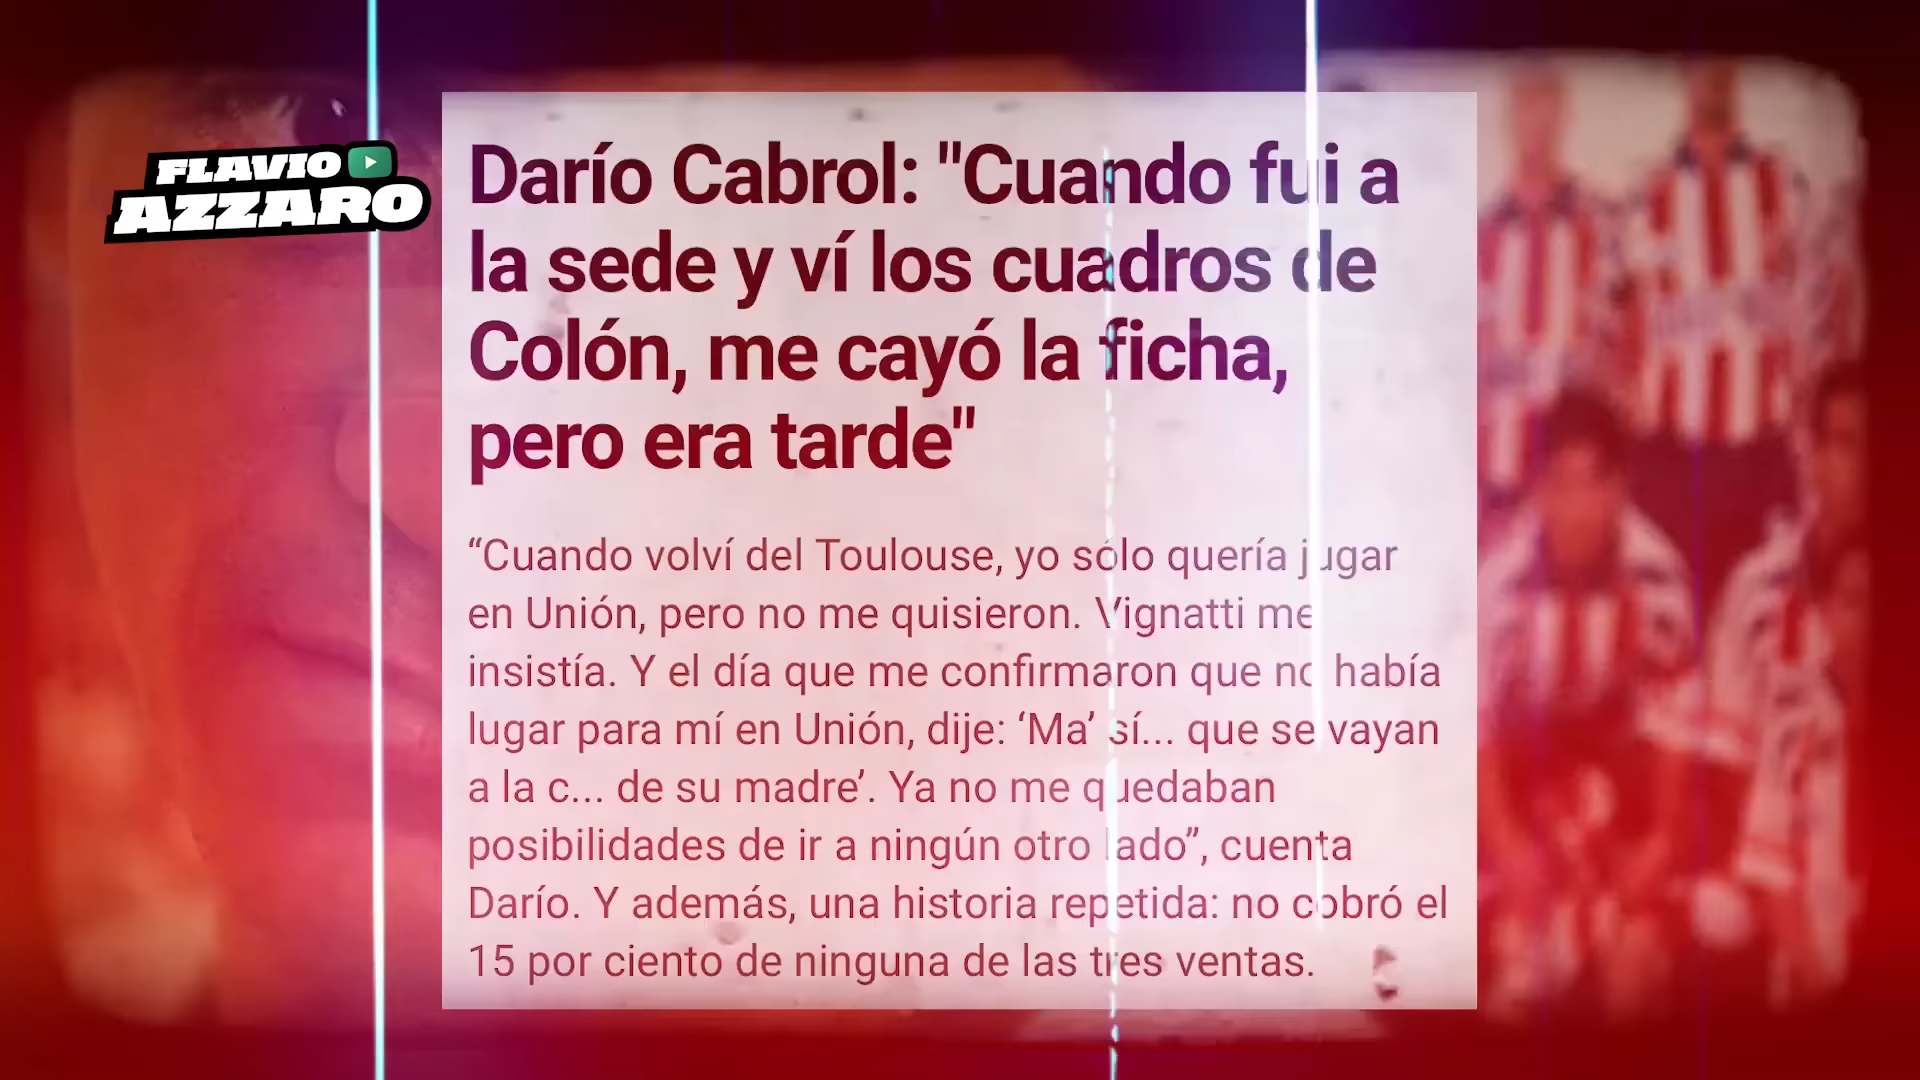 FLAVIO
AZZARO
Darío Cabrol: "Cuando fui a
la sede y ví los cuadros de
Colón, me cayó la ficha,
pero era tarde"
“Cuando volví del Toulouse, yo sólo quería jugar
en Unión, pero no me quisieron. Vignatti me
insistía. Y el día que me confirmaron que no había
lugar para mí en Unión, dije: ‘Ma’ sí... que se vayan
a la c... de su madre’. Ya no me quedaban
posibilidades de ir a ningún otro lado”, cuenta
Darío. Y además, una historia repetida: no cobró el
15 por ciento de ninguna de las tres ventas.